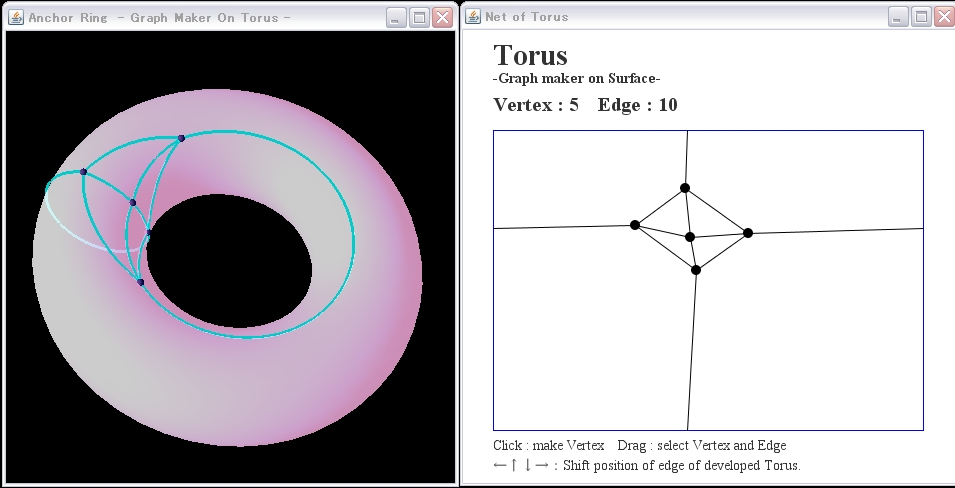 Anchor Ring - Graph Maker On Torus -
Net of Torus
Torus
-Graph maker on Surface-
Vertex : 5 Edge : 10
Click : make Vertex Drag : select Vertex and Edge
←↑↓→ : Shift position of edge of developed Torus.